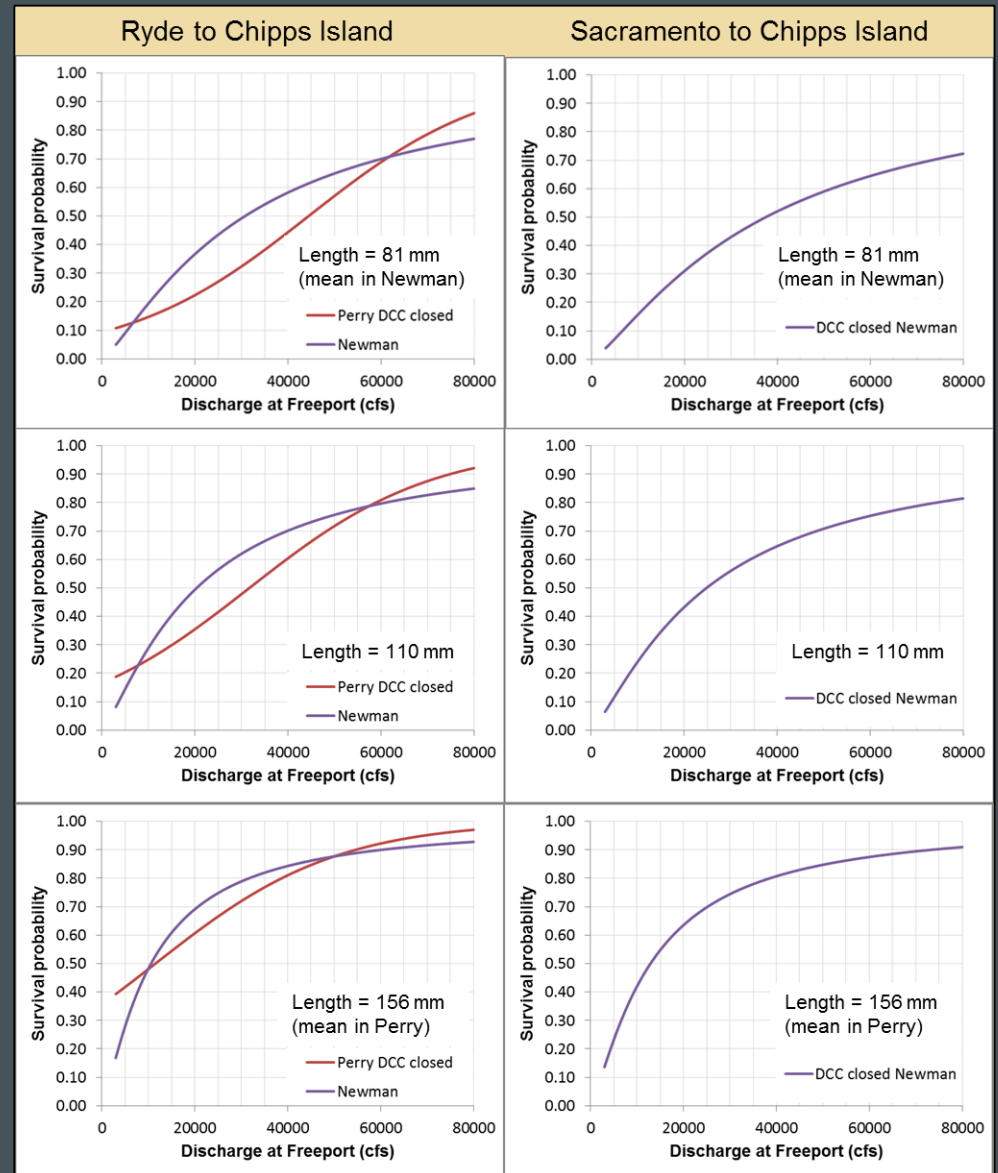 Ryde to Chipps Island
Sacramento to Chipps Island
1.00
0.90
0.80
0.70
0.60
0.50
0.40
0.30
0.20
0.10
0.00
Survival probability
Length = 81 mm
(mean in Newman)
Perry DCC closed
Newman
0 20000 40000 60000 80000
Discharge at Freeport (cfs)
1.00
0.90
0.80
0.70
0.60
0.50
0.40
0.30
0.20
0.10
0.00
Survival probability
Length = 81 mm
(mean in Newman)
DCC closed Newman
0 20000 40000 60000 80000
Discharge at Freeport (cfs)
1.00
0.90
0.80
0.70
0.60
0.50
0.40
0.30
0.20
0.10
0.00
Survival probability
Length = 110 mm
Perry DCC closed
Newman
0 20000 40000 60000 80000
Discharge at Freeport (cfs)
1.00
0.90
0.80
0.70
0.60
0.50
0.40
0.30
0.20
0.10
0.00
Survival probability
Length = 110 mm
DCC closed Newman
0 20000 40000 60000 80000
Discharge at Freeport (cfs)
1.00
0.90
0.80
0.70
0.60
0.50
0.40
0.30
0.20
0.10
0.00
Survival probability
Length = 156 mm
(mean in Perry)
Perry DCC closed
Newman
0 20000 40000 60000 80000
Discharge at Freeport (cfs)
1.00
0.90
0.80
0.70
0.60
0.50
0.40
0.30
0.20
0.10
0.00
Survival probability
Length = 156 mm
(mean in Perry)
DCC closed Newman
0 20000 40000 60000 80000
Discharge at Freeport (cfs)